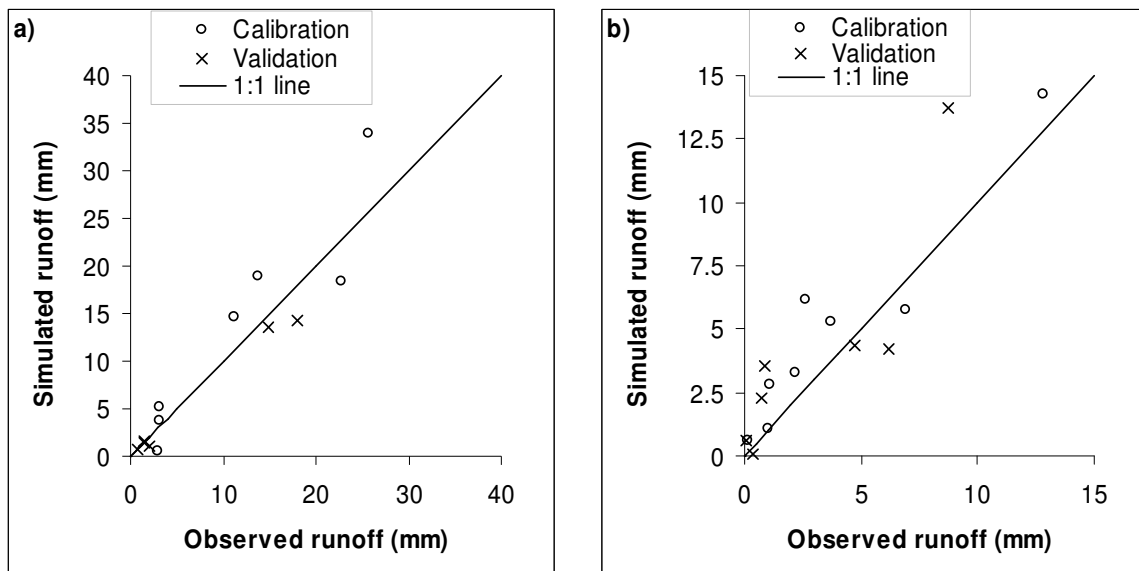 a)
Calibration
Validation
1:1 line
40
35
30
25
20
15
10
5
0
0 10 20 30 40
Simulated runoff (mm)
Observed runoff (mm)
b)
Calibration
Validation
1:1 line
15
12.5
10
7.5
5
2.5
0
0 5 10 15
Simulated runoff (mm)
Observed runoff (mm)